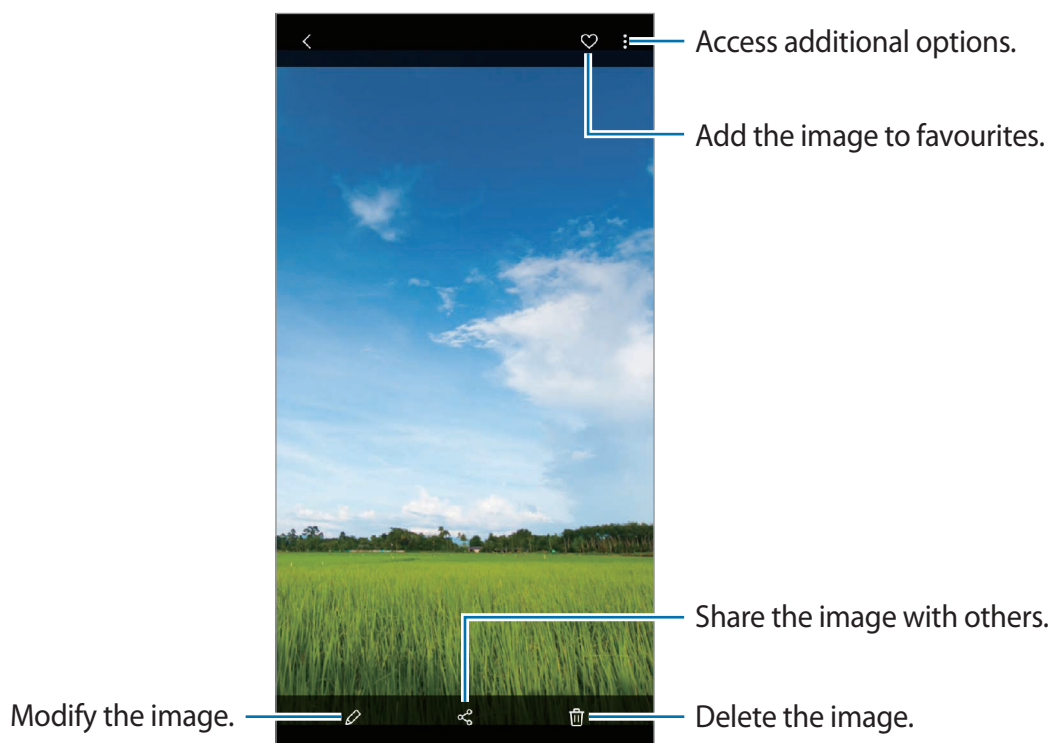 Access additional options.
Add the image to favourites.
Share the image with others.
Modify the image.
Delete the image.